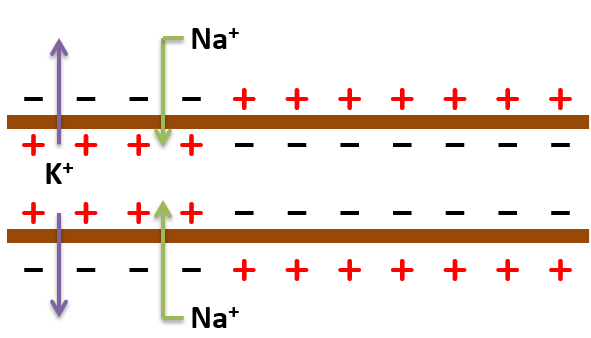 Na⁺
− − − − + + + + + + +
+ + + + − − − − − − −
K⁺
+ + + + − − − − − − −
− − − − + + + + + + +
Na⁺